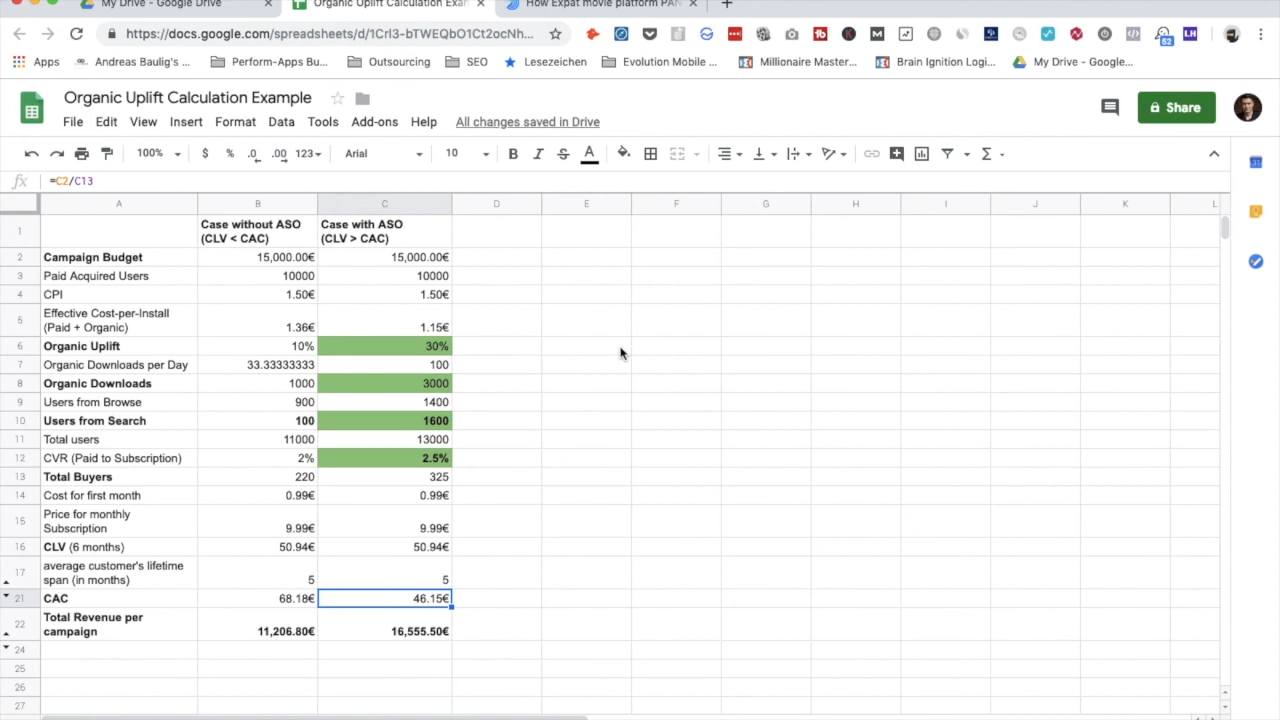 My Drive - Google Drive × Organic Uplift Calculation Exam × How Expat movie platform PAN × +
https://docs.google.com/spreadsheets/d/1CrI3-bTWEQbO1Ct2ocNh...
52
LH
Apps Andreas Baulig's ... Perform-Apps Bu... Outsourcing SEO Lesezeichen Evolution Mobile ... Millionaire Master... Brain Ignition Logi... My Drive - Google...
Organic Uplift Calculation Example
Share
File Edit View Insert Format Data Tools Add-ons Help All changes saved in Drive
100% $ % .0 .00 123 Arial 10 B I S A Σ
fx =C2/C13
A B C D E F G H I J K L
1 Case without ASO (CLV < CAC) Case with ASO (CLV > CAC)
2 Campaign Budget 15,000.00€ 15,000.00€
3 Paid Acquired Users 10000 10000
4 CPI 1.50€ 1.50€
5 Effective Cost-per-Install (Paid + Organic) 1.36€ 1.15€
6 Organic Uplift 10% 30%
7 Organic Downloads per Day 33.33333333 100
8 Organic Downloads 1000 3000
9 Users from Browse 900 1400
10 Users from Search 100 1600
11 Total users 11000 13000
12 CVR (Paid to Subscription) 2% 2.5%
13 Total Buyers 220 325
14 Cost for first month 0.99€ 0.99€
15 Price for monthly Subscription 9.99€ 9.99€
16 CLV (6 months) 50.94€ 50.94€
17 average customer's lifetime span (in months) 5 5
21 CAC 68.18€ 46.15€
22 Total Revenue per campaign 11,206.80€ 16,555.50€
24
25
26
27